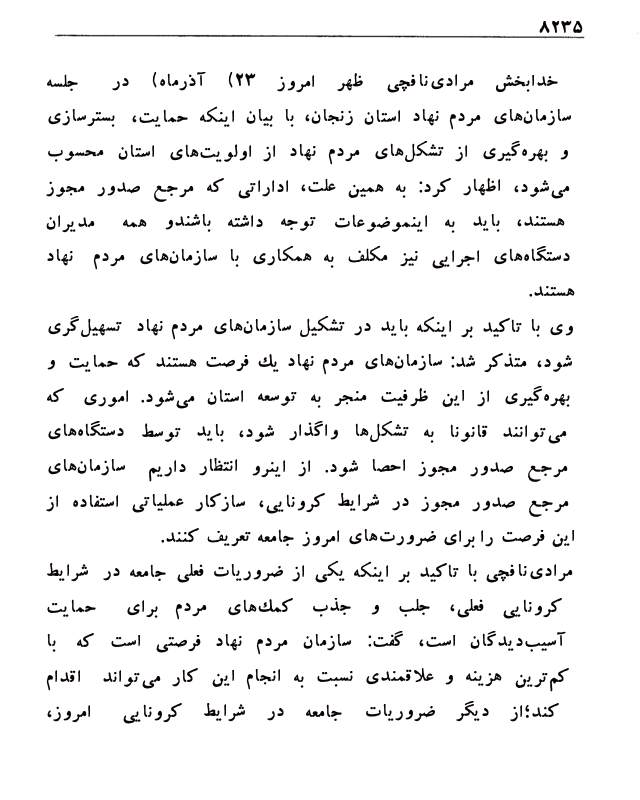 ۸۲۳۵
خدابخش مرادی‌نافچی ظهر امروز ۲۳) آذرماه) در جلسه
سازمان‌های مردم نهاد استان زنجان، با بیان اینکه حمایت، بسترسازی
و بهره‌گیری از تشکل‌های مردم نهاد از اولویت‌های استان محسوب
می‌شود، اظهار کرد: به همین علت، اداراتی که مرجع صدور مجوز
هستند، باید به اینموضوعات توجه داشته باشندو همه مدیران
دستگاه‌های اجرایی نیز مکلف به همکاری با سازمان‌های مردم نهاد
هستند.
وی با تاکید بر اینکه باید در تشکیل سازمان‌های مردم نهاد تسهیل‌گری
شود، متذکر شد: سازمان‌های مردم نهاد یك فرصت هستند که حمایت و
بهره‌گیری از این ظرفیت منجر به توسعه استان می‌شود. اموری که
می‌توانند قانونا به تشکل‌ها واگذار شود، باید توسط دستگاه‌های
مرجع صدور مجوز احصا شود. از اینرو انتظار داریم سازمان‌های
مرجع صدور مجوز در شرایط کرونایی، سازکار عملیاتی استفاده از
این فرصت را برای ضرورت‌های امروز جامعه تعریف کنند.
مرادی‌نافچی با تاکید بر اینکه یکی از ضروریات فعلی جامعه در شرایط
کرونایی فعلی، جلب و جذب کمك‌های مردم برای حمایت
آسیب‌دیدگان است، گفت: سازمان مردم نهاد فرصتی است که با
کم‌ترین هزینه و علاقمندی نسبت به انجام این کار می‌تواند اقدام
کند؛از دیگر ضروریات جامعه در شرایط کرونایی امروز،